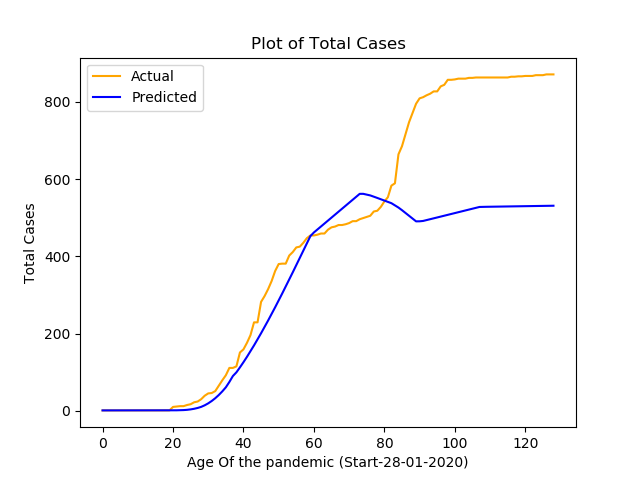 Plot of Total Cases
Actual
Predicted
800
600
400
200
0
Total Cases
0 20 40 60 80 100 120
Age Of the pandemic (Start-28-01-2020)